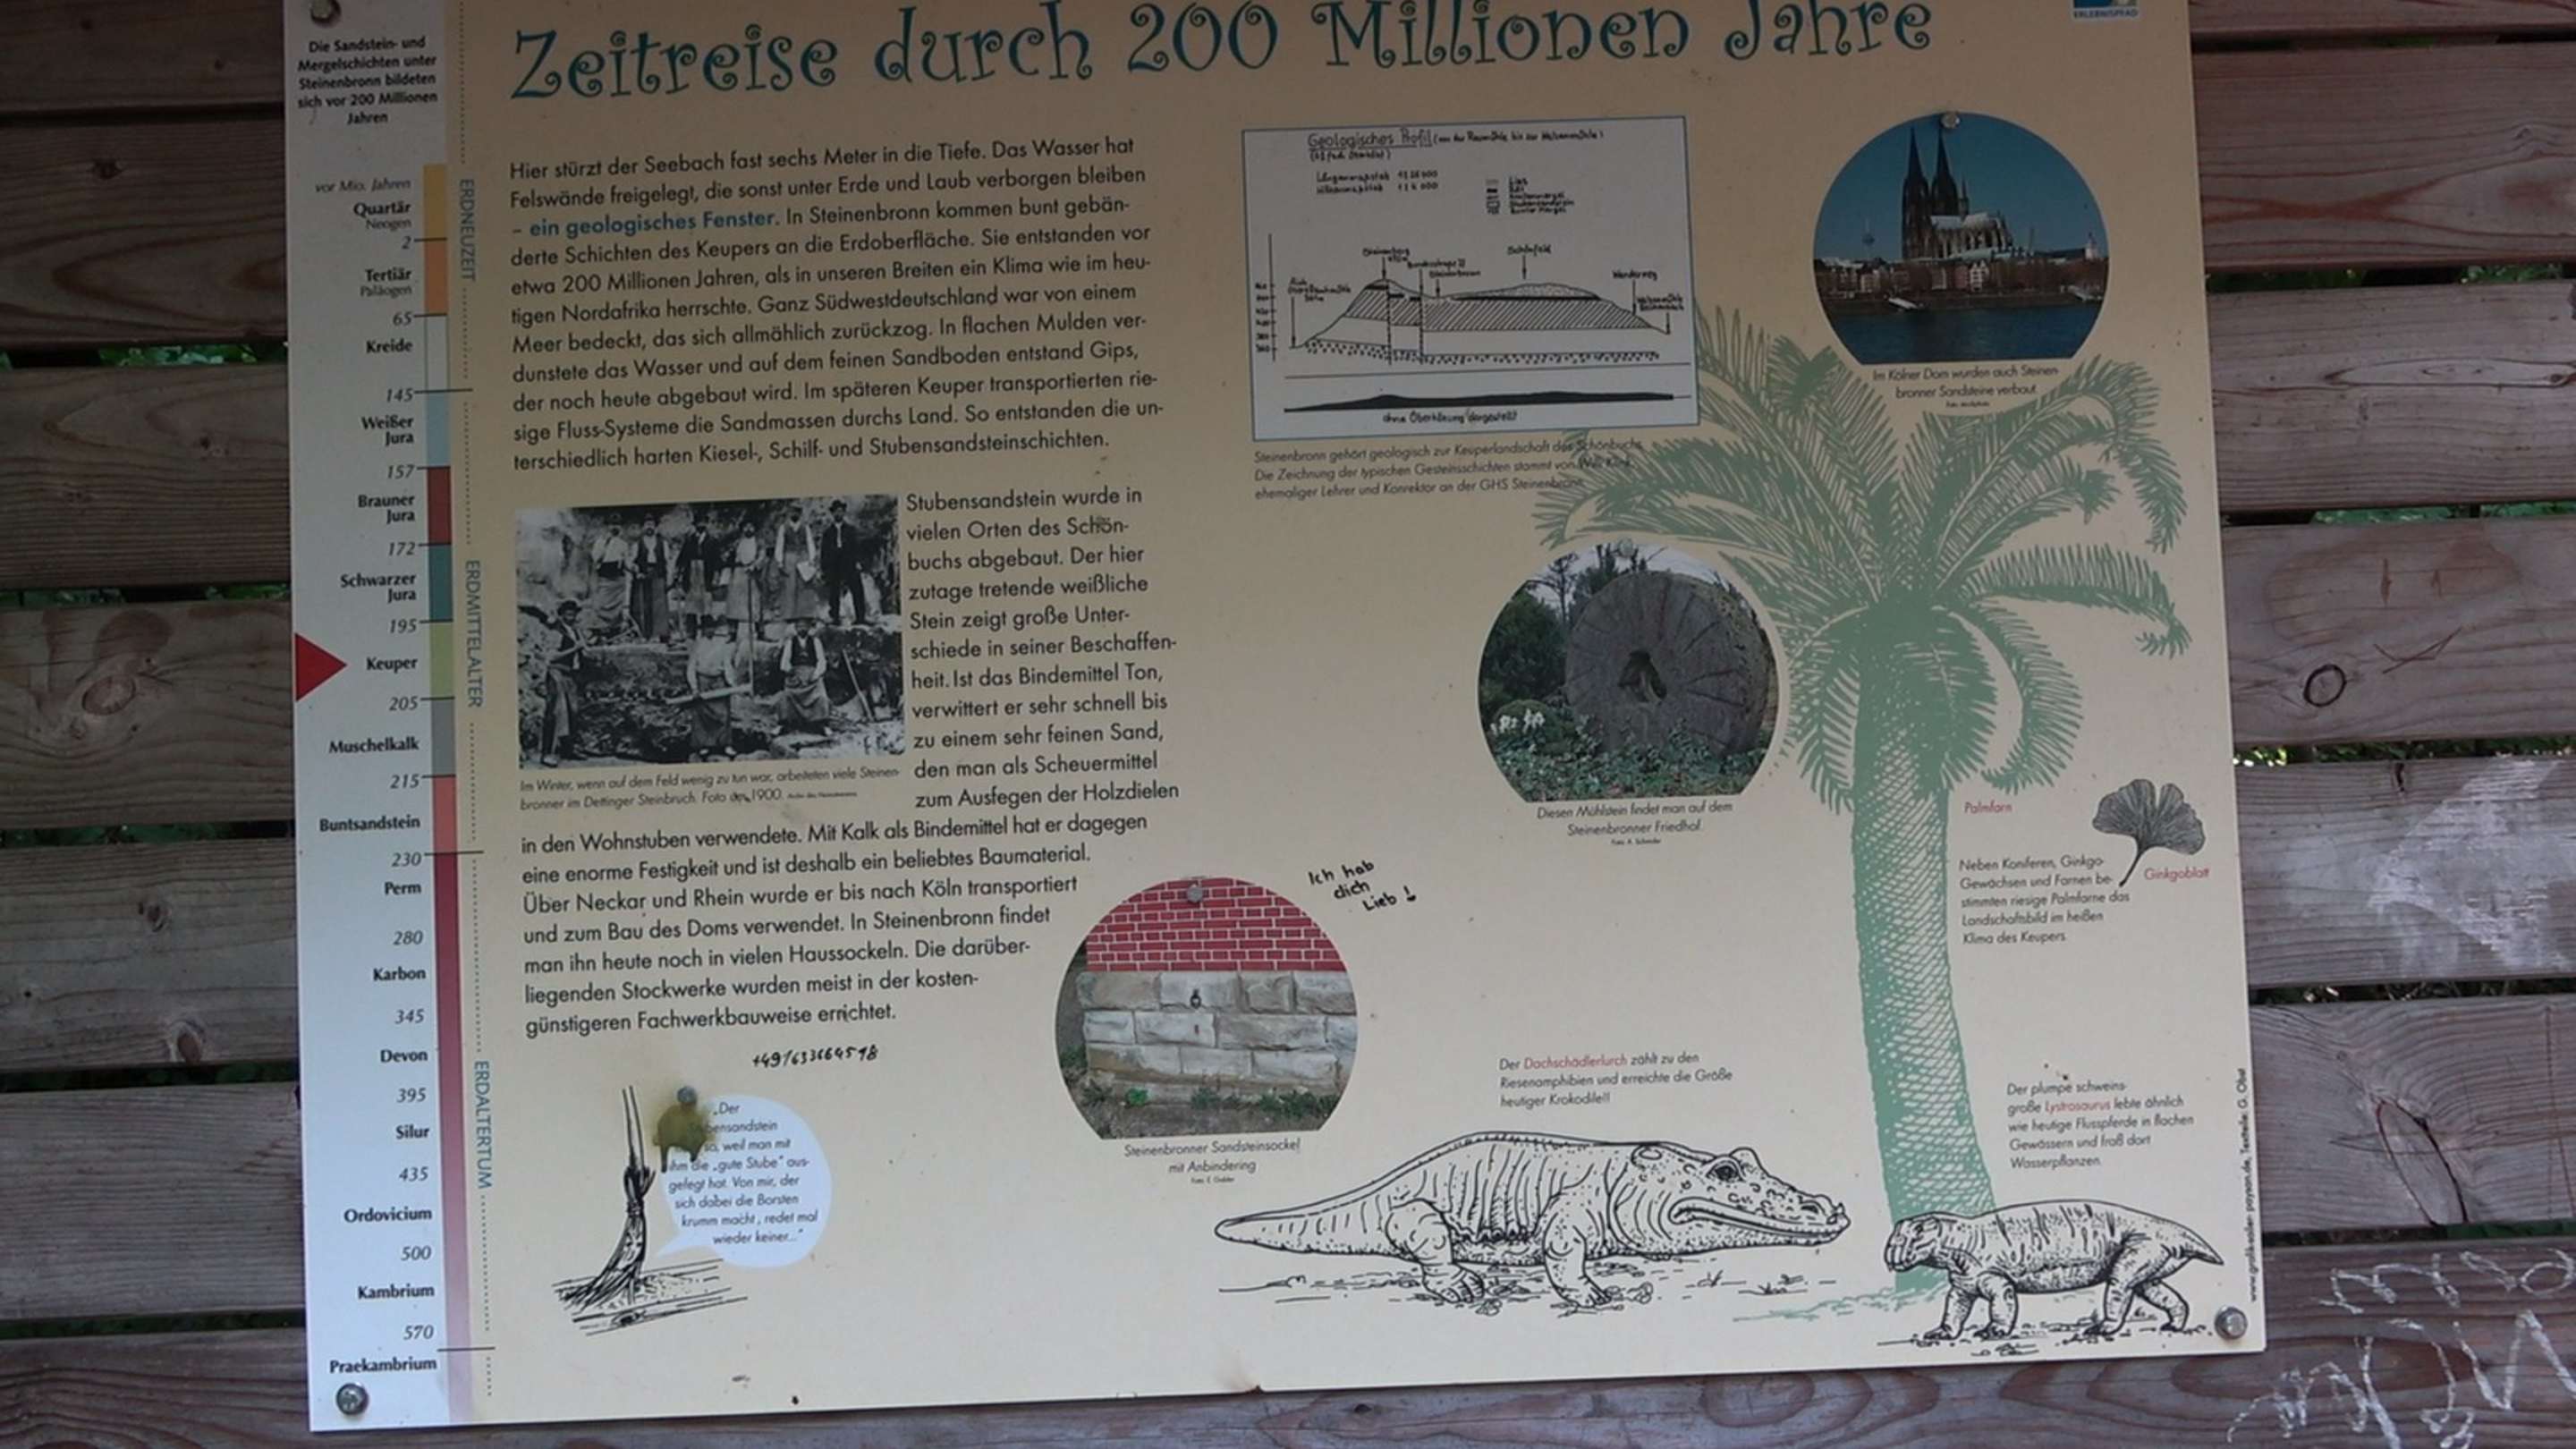 Zeitreise durch 200 Millionen Jahre
ERLEBNISPFAD
Die Sandstein- und
Mergelschichten unter
Steinenbronn bildeten
sich vor 200 Millionen
Jahren
vor Mio. Jahren
Quartär
Neogen
2
Tertiär
Paläogen
65
Kreide
145
Weißer
Jura
157
Brauner
Jura
172
Schwarzer
Jura
195
Keuper
205
Muschelkalk
215
Buntsandstein
230
Perm
280
Karbon
345
Devon
395
Silur
435
Ordovicium
500
Kambrium
570
Praekambrium
ERDNEUZEIT
ERDMITTELALTER
ERDALTERTUM
Hier stürzt der Seebach fast sechs Meter in die Tiefe. Das Wasser hat
Felswände freigelegt, die sonst unter Erde und Laub verborgen bleiben
– ein geologisches Fenster. In Steinenbronn kommen bunt gebän-
derte Schichten des Keupers an die Erdoberfläche. Sie entstanden vor
etwa 200 Millionen Jahren, als in unseren Breiten ein Klima wie im heu-
tigen Nordafrika herrschte. Ganz Südwestdeutschland war von einem
Meer bedeckt, das sich allmählich zurückzog. In flachen Mulden ver-
dunstete das Wasser und auf dem feinen Sandboden entstand Gips,
der noch heute abgebaut wird. Im späteren Keuper transportierten rie-
sige Fluss-Systeme die Sandmassen durchs Land. So entstanden die un-
terschiedlich harten Kiesel-, Schilf- und Stubensandsteinschichten.
Stubensandstein wurde in
vielen Orten des Schön-
buchs abgebaut. Der hier
zutage tretende weißliche
Stein zeigt große Unter-
schiede in seiner Beschaffen-
heit. Ist das Bindemittel Ton,
verwittert er sehr schnell bis
zu einem sehr feinen Sand,
den man als Scheuermittel
zum Ausfegen der Holzdielen
in den Wohnstuben verwendete. Mit Kalk als Bindemittel hat er dagegen
eine enorme Festigkeit und ist deshalb ein beliebtes Baumaterial.
Über Neckar und Rhein wurde er bis nach Köln transportiert
und zum Bau des Doms verwendet. In Steinenbronn findet
man ihn heute noch in vielen Haussockeln. Die darüber-
liegenden Stockwerke wurden meist in der kosten-
günstigeren Fachwerkbauweise errichtet.
Im Winter, wenn auf dem Feld wenig zu tun war, arbeiteten viele Steinen-
bronner im Dettinger Steinbruch. Foto 1900
+491633664598
„Der
bensandstein
so, weil man mit
ihm die „gute Stube“ aus-
gelegt hat. Von mir, der
sich dabei die Borsten
krumm macht, redet mal
wieder keiner...“
Geologisches Profil
Längenmaßstab
Steinenbronn
Schönfeld
Wanderweg
ohne Überhöhung dargestellt
Steinenbronn gehört geologisch zur Keuperlandschaft des Schönbuchs.
Die Zeichnung der typischen Gesteinsschichten stammt von
ehemaliger Lehrer und Konrektor an der GHS Steinenbronn.
Im Kölner Dom wurden auch Steinen-
bronner Sandsteine verbaut.
Diesen Mühlstein findet man auf dem
Steinenbronner Friedhof.
Ich hab
dich
Lieb !
Steinenbronner Sandsteinsockel
mit Anbindering
Palmfarn
Ginkgoblatt
Neben Koniferen, Ginkgo-
Gewächsen und Farnen be-
stimmten riesige Palmfarne das
Landschaftsbild im heißen
Klima des Keupers.
Der Dachschädlerlurch zählt zu den
Riesenamphibien und erreichte die Größe
heutiger Krokodile!!
Der plumpe schweins-
große Lystrosaurus lebte ähnlich
wie heutige Flusspferde in flachen
Gewässern und fraß dort
Wasserpflanzen.